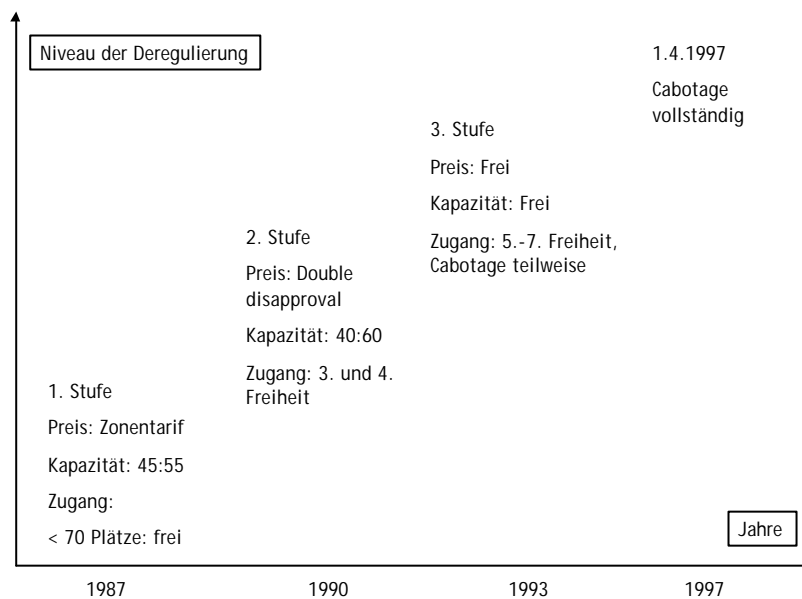 Niveau der Deregulierung
1.4.1997
Cabotage
vollständig
3. Stufe
Preis: Frei
Kapazität: Frei
Zugang: 5.-7. Freiheit,
Cabotage teilweise
2. Stufe
Preis: Double
disapproval
Kapazität: 40:60
Zugang: 3. und 4.
Freiheit
1. Stufe
Preis: Zonentarif
Kapazität: 45:55
Zugang:
< 70 Plätze: frei
Jahre
1987
1990
1993
1997